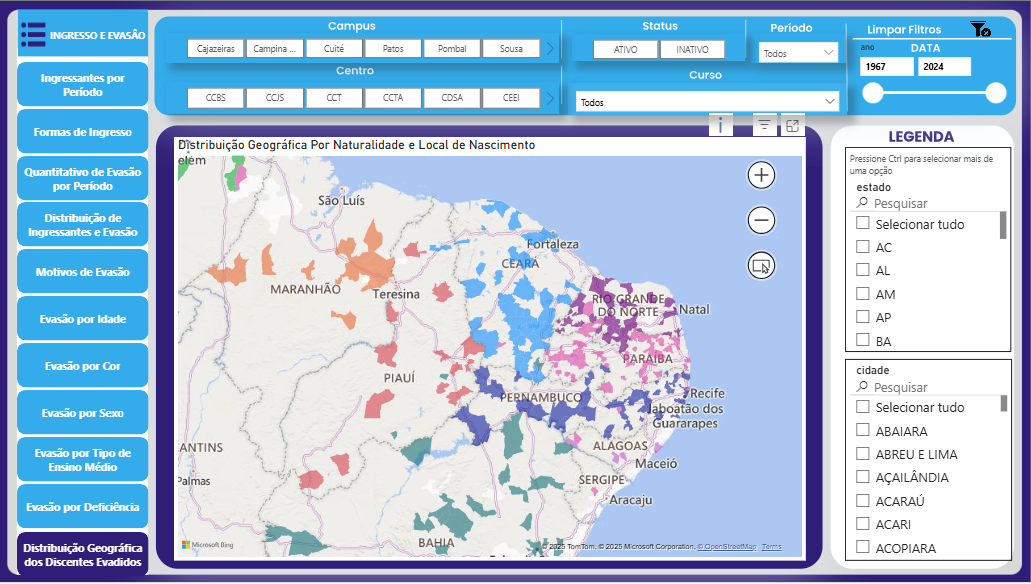 INGRESSO E EVASÃO
Ingressantes por
Período
Formas de Ingresso
Quantitativo de Evasão
por Período
Distribuição de
Ingressantes e Evasão
Motivos de Evasão
Evasão por Idade
Evasão por Cor
Evasão por Sexo
Evasão por Tipo de
Ensino Médio
Evasão por Deficiência
Distribuição Geográfica
dos Discentes Evadidos
Campus
Cajazeiras
Campina ...
Cuité
Patos
Pombal
Sousa
Centro
CCBS
CCJS
CCT
CCTA
CDSA
CEEI
Status
ATIVO
INATIVO
Período
Todos
Curso
Todos
Limpar Filtros
ano
DATA
1967
2024
Distribuição Geográfica Por Naturalidade e Local de Nascimento
elém
São Luís
Fortaleza
CEARÁ
MARANHÃO
Teresina
RIO GRANDE
DO NORTE
Natal
PARAÍBA
PIAUÍ
PERNAMBUCO
Recife
Jaboatão dos
Guararapes
ANTINS
ALAGOAS
Maceió
Palmas
SERGIPE
Aracaju
BAHIA
Microsoft Bing
© 2025 TomTom, © 2025 Microsoft Corporation, © OpenStreetMap Terms
LEGENDA
Pressione Ctrl para selecionar mais de
uma opção
estado
Pesquisar
Selecionar tudo
AC
AL
AM
AP
BA
cidade
Pesquisar
Selecionar tudo
ABAIARA
ABREU E LIMA
AÇAILÂNDIA
ACARAÚ
ACARI
ACOPIARA